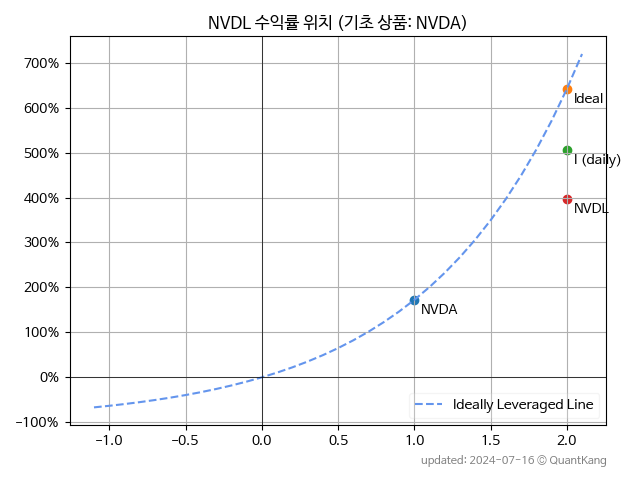 NVDL 수익률 위치 (기초 상품: NVDA)
700%
600%
500%
400%
300%
200%
100%
0%
−100%
Ideal
I (daily)
NVDL
NVDA
Ideally Leveraged Line
−1.0 −0.5 0.0 0.5 1.0 1.5 2.0
updated: 2024-07-16 © QuantKang